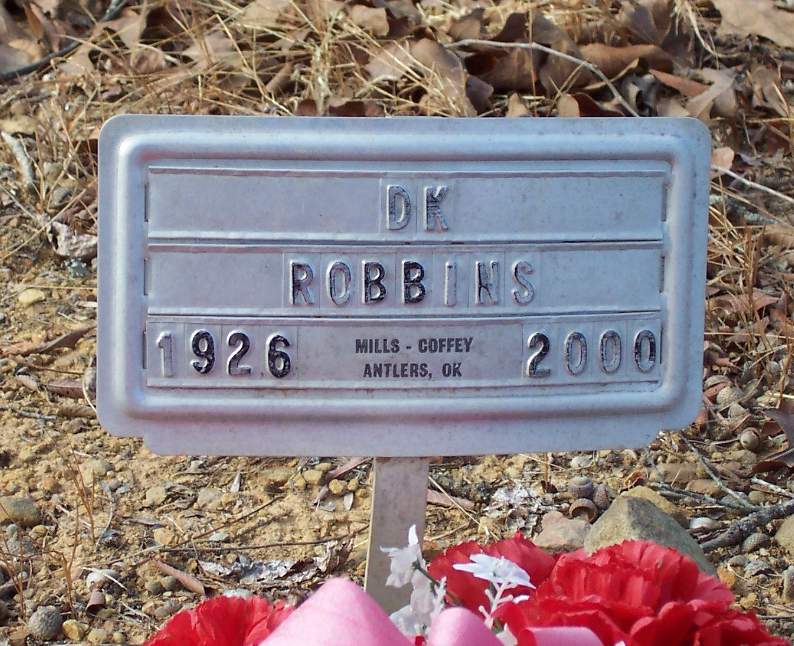 DK
ROBBINS
1926 MILLS - COFFEY 2000
ANTLERS, OK